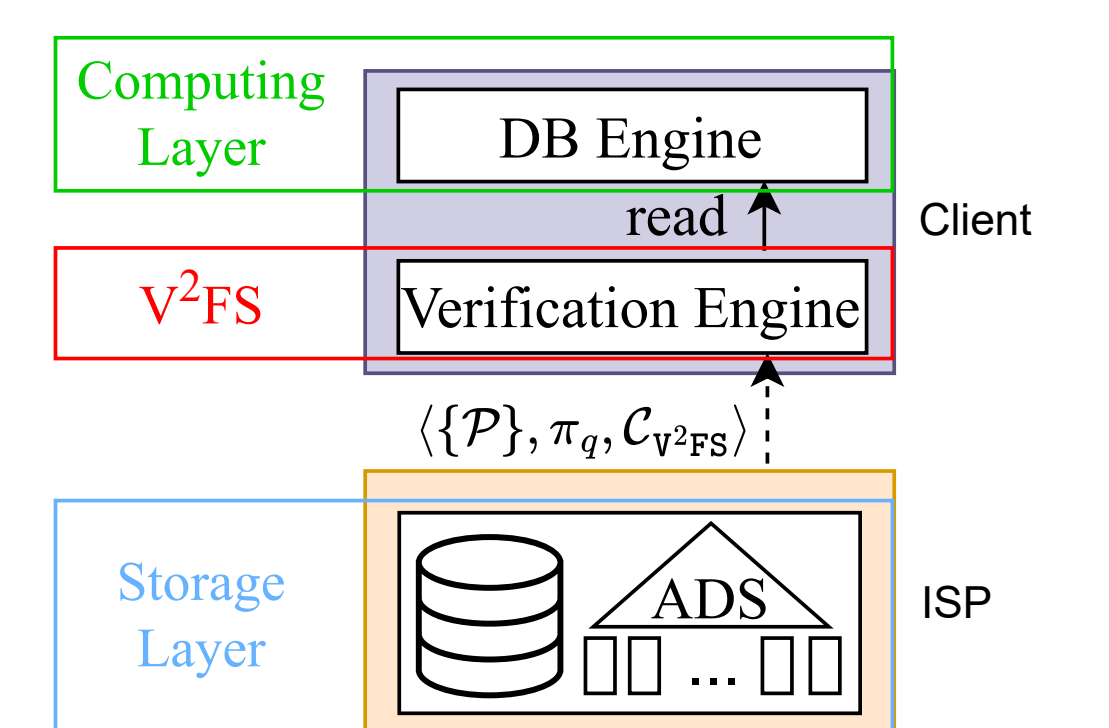 Computing
Layer
DB Engine
read
Client
V²FS
Verification Engine
⟨{𝒫}, π_q, 𝒞_V²FS⟩
Storage
Layer
ADS
...
ISP